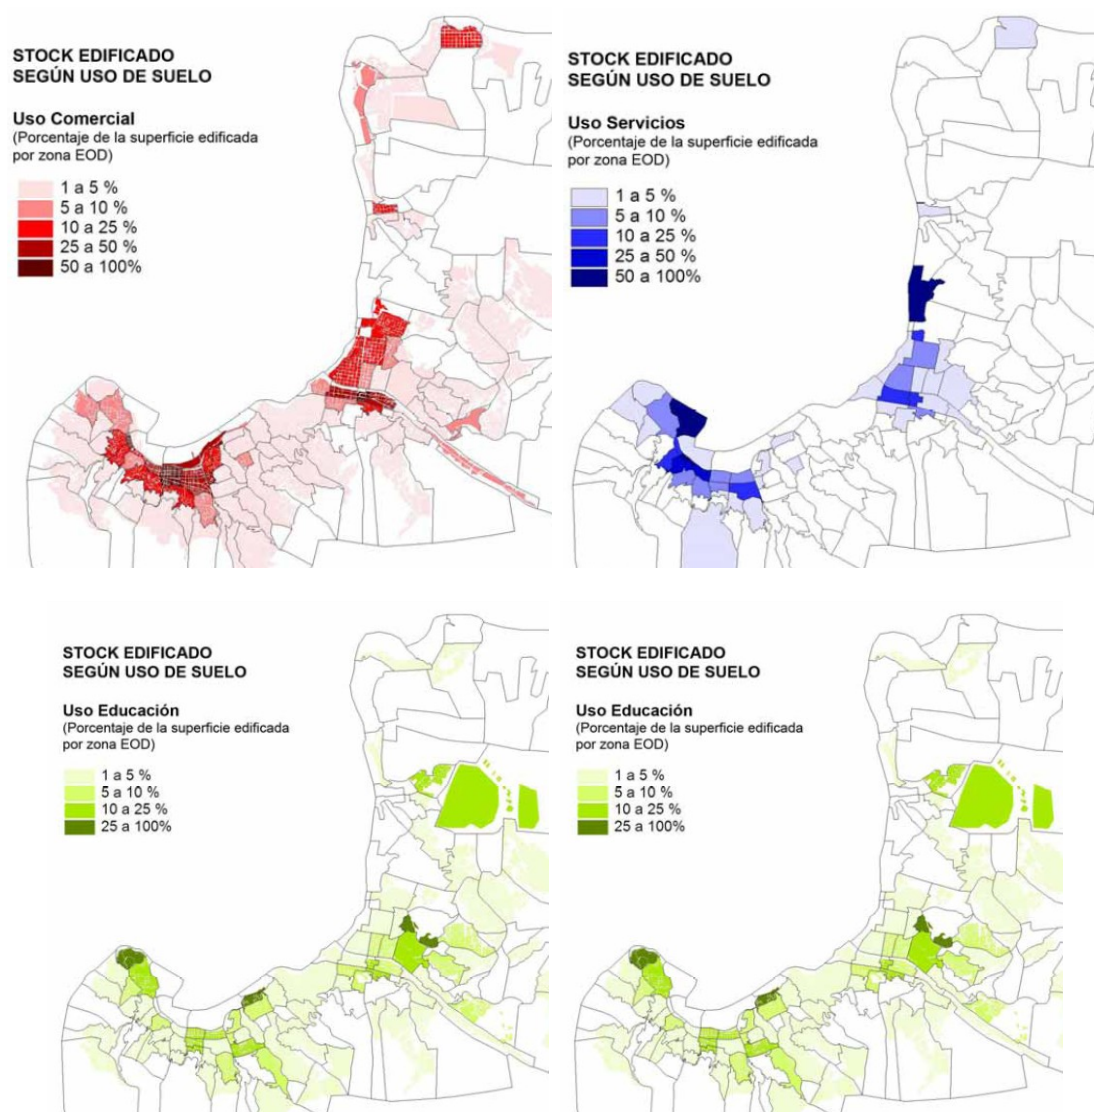 STOCK EDIFICADO
SEGÚN USO DE SUELO
Uso Comercial
(Porcentaje de la superficie edificada
por zona EOD)
1 a 5 %
5 a 10 %
10 a 25 %
25 a 50 %
50 a 100%
STOCK EDIFICADO
SEGÚN USO DE SUELO
Uso Servicios
(Porcentaje de la superficie edificada
por zona EOD)
1 a 5 %
5 a 10 %
10 a 25 %
25 a 50 %
50 a 100%
STOCK EDIFICADO
SEGÚN USO DE SUELO
Uso Educación
(Porcentaje de la superficie edificada
por zona EOD)
1 a 5 %
5 a 10 %
10 a 25 %
25 a 100%
STOCK EDIFICADO
SEGÚN USO DE SUELO
Uso Educación
(Porcentaje de la superficie edificada
por zona EOD)
1 a 5 %
5 a 10 %
10 a 25 %
25 a 100%